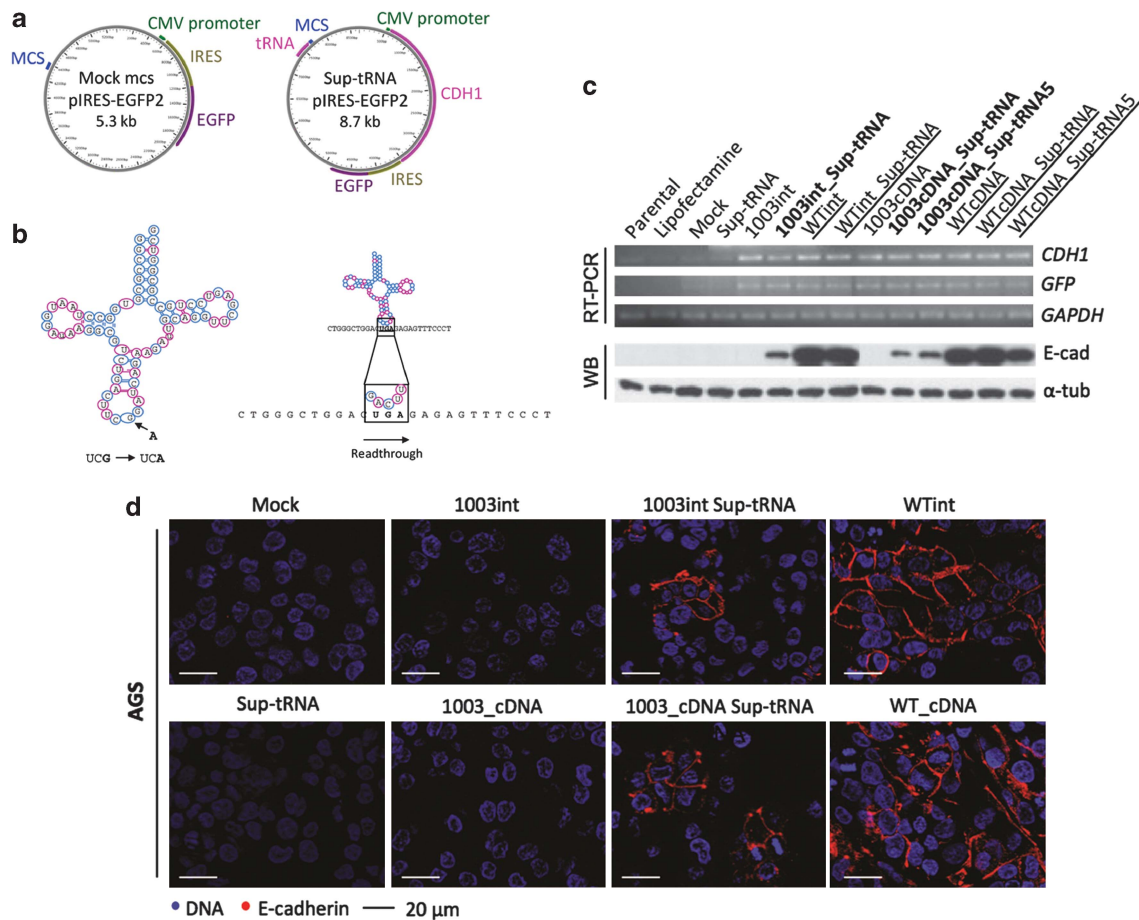 a
CMV promoter
MCS
IRES
Mock mcs
pIRES-EGFP2
5.3 kb
EGFP
MCS
CMV promoter
tRNA
Sup-tRNA
pIRES-EGFP2
8.7 kb
CDH1
EGFP
IRES
b
A
UCG → UCA
CTGGGCTGGACUGAGAGAGTTTCCCT
G A C U U
C T G G G C T G G A C U G A G A G A G T T T C C C T
Readthrough
c
Parental
Lipofectamine
Mock
Sup-tRNA
1003int
1003int_Sup-tRNA
WTint
WTint_Sup-tRNA
1003cDNA
1003cDNA_Sup-tRNA
1003cDNA_Sup-tRNA5
WTcDNA
WTcDNA_Sup-tRNA
WTcDNA_Sup-tRNA5
RT-PCR
CDH1
GFP
GAPDH
WB
E-cad
α-tub
d
AGS
Mock
1003int
1003int Sup-tRNA
WTint
Sup-tRNA
1003_cDNA
1003_cDNA Sup-tRNA
WT_cDNA
DNA E-cadherin 20 µm